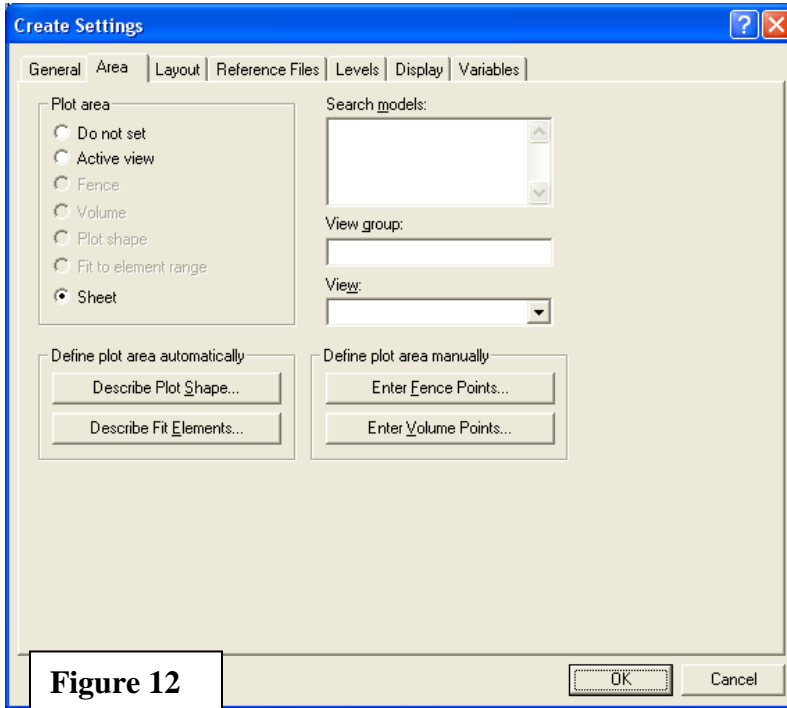 Create Settings
General Area Layout Reference Files Levels Display Variables
Plot area
Do not set
Active view
Fence
Volume
Plot shape
Fit to element range
Sheet
Search models:
View group:
View:
Define plot area automatically
Describe Plot Shape...
Describe Fit Elements...
Define plot area manually
Enter Fence Points...
Enter Volume Points...
Figure 12
OK Cancel